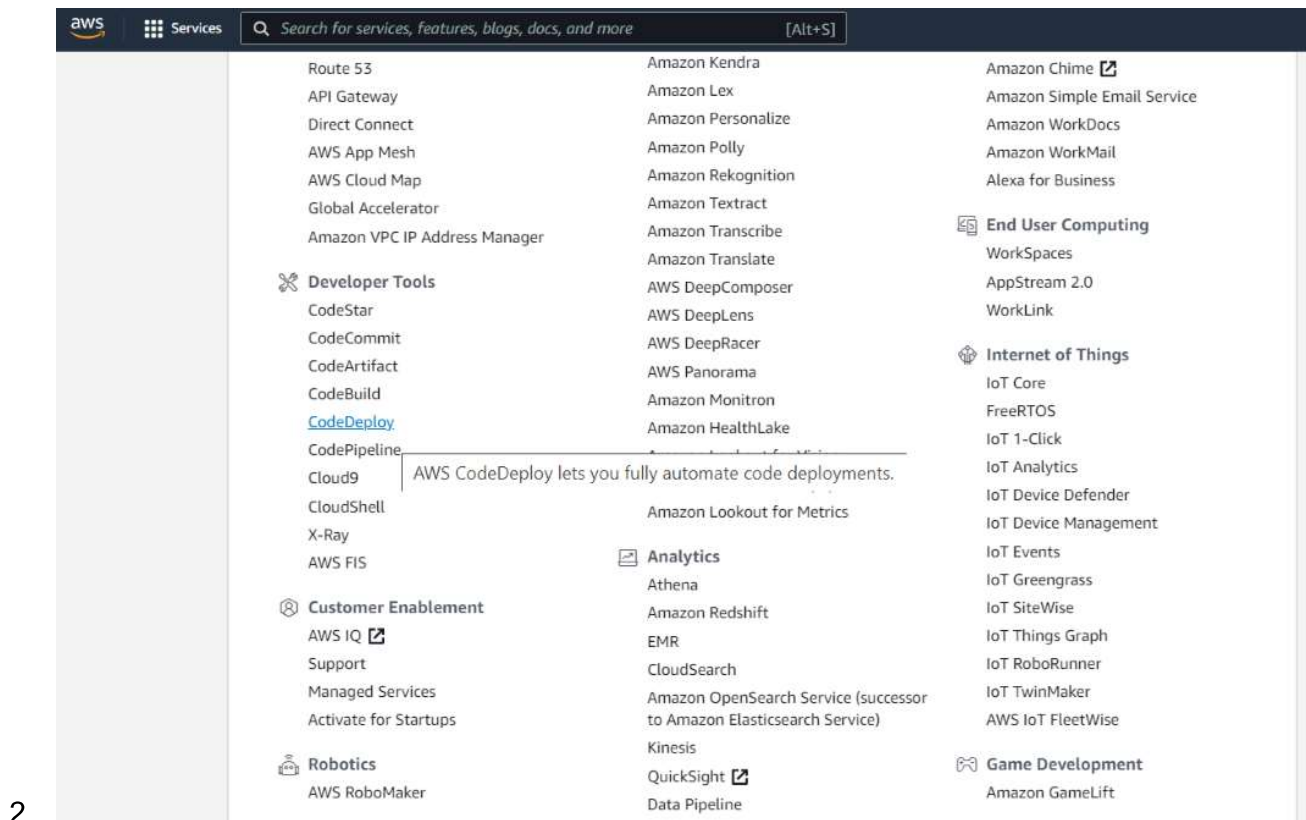 aws
Services
Search for services, features, blogs, docs, and more [Alt+S]
Route 53
API Gateway
Direct Connect
AWS App Mesh
AWS Cloud Map
Global Accelerator
Amazon VPC IP Address Manager
Developer Tools
CodeStar
CodeCommit
CodeArtifact
CodeBuild
CodeDeploy
CodePipeline
AWS CodeDeploy lets you fully automate code deployments.
Cloud9
CloudShell
X-Ray
AWS FIS
Customer Enablement
AWS IQ
Support
Managed Services
Activate for Startups
Robotics
AWS RoboMaker
Amazon Kendra
Amazon Lex
Amazon Personalize
Amazon Polly
Amazon Rekognition
Amazon Textract
Amazon Transcribe
Amazon Translate
AWS DeepComposer
AWS DeepLens
AWS DeepRacer
AWS Panorama
Amazon Monitron
Amazon HealthLake
Amazon Lookout for Metrics
Analytics
Athena
Amazon Redshift
EMR
CloudSearch
Amazon OpenSearch Service (successor
to Amazon Elasticsearch Service)
Kinesis
QuickSight
Data Pipeline
Amazon Chime
Amazon Simple Email Service
Amazon WorkDocs
Amazon WorkMail
Alexa for Business
End User Computing
WorkSpaces
AppStream 2.0
WorkLink
Internet of Things
IoT Core
FreeRTOS
IoT 1-Click
IoT Analytics
IoT Device Defender
IoT Device Management
IoT Events
IoT Greengrass
IoT SiteWise
IoT Things Graph
IoT RoboRunner
IoT TwinMaker
AWS IoT FleetWise
Game Development
Amazon GameLift
2